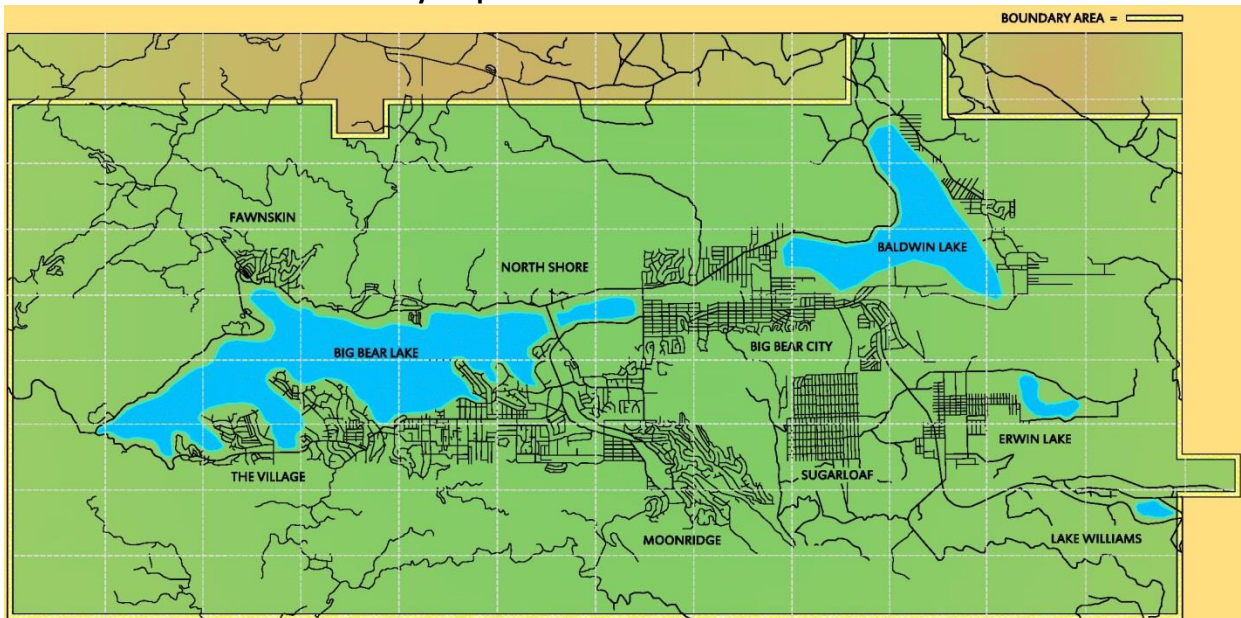 BOUNDARY AREA =
FAWNSKIN
BALDWIN LAKE
NORTH SHORE
BIG BEAR LAKE
BIG BEAR CITY
ERWIN LAKE
THE VILLAGE
SUGARLOAF
MOONRIDGE
LAKE WILLIAMS